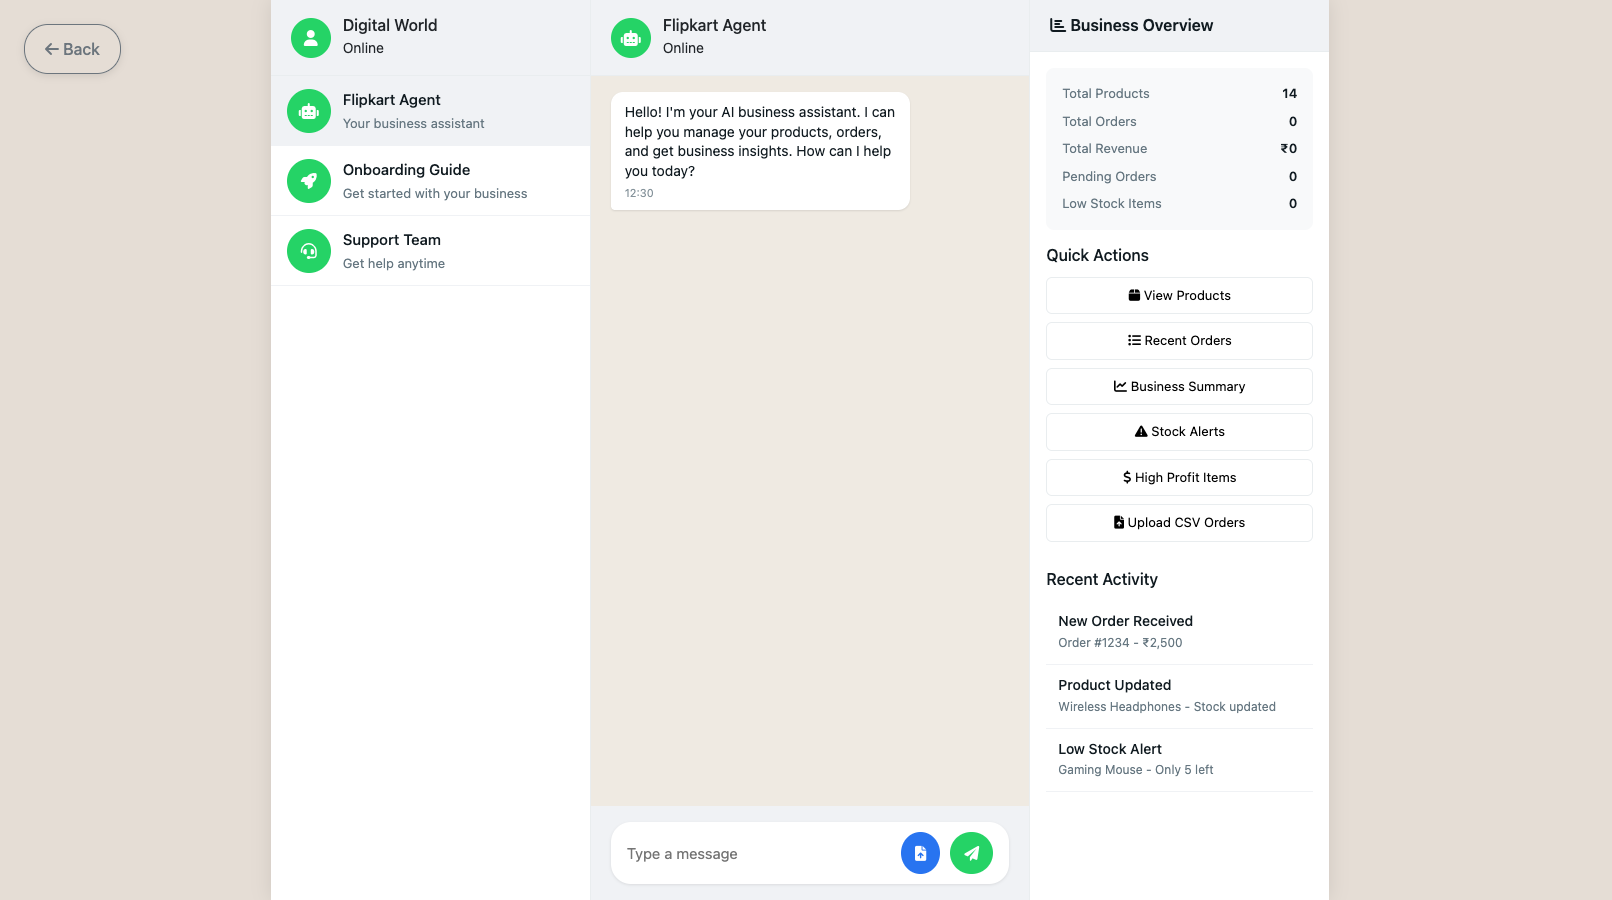 Back
Digital World
Online
Flipkart Agent
Your business assistant
Onboarding Guide
Get started with your business
Support Team
Get help anytime
Flipkart Agent
Online
Hello! I'm your AI business assistant. I can
help you manage your products, orders,
and get business insights. How can I help
you today?
12:30
Type a message
Business Overview
Total Products 14
Total Orders 0
Total Revenue ₹0
Pending Orders 0
Low Stock Items 0
Quick Actions
View Products
Recent Orders
Business Summary
Stock Alerts
$ High Profit Items
Upload CSV Orders
Recent Activity
New Order Received
Order #1234 - ₹2,500
Product Updated
Wireless Headphones - Stock updated
Low Stock Alert
Gaming Mouse - Only 5 left